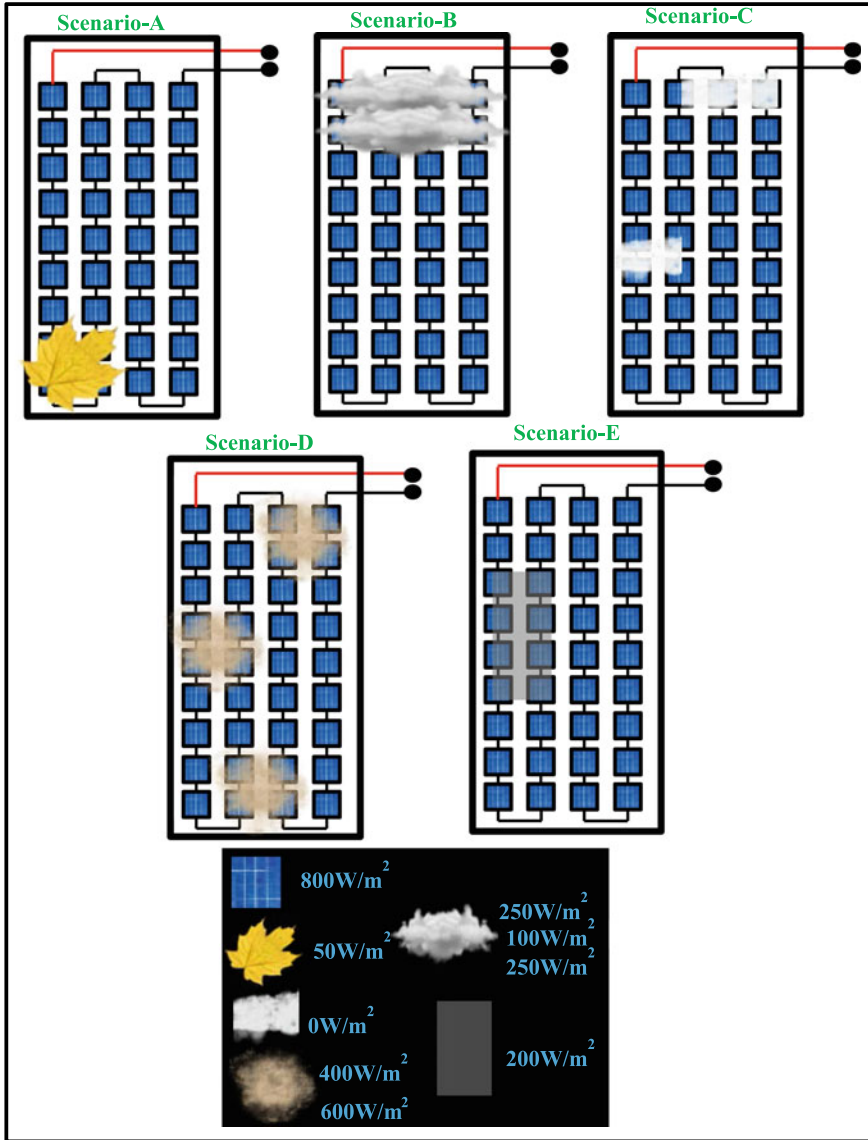 Scenario-A
Scenario-B
Scenario-C
Scenario-D
Scenario-E
800W/m²
50W/m²
0W/m²
400W/m²
600W/m²
250W/m²
100W/m²
250W/m²
200W/m²